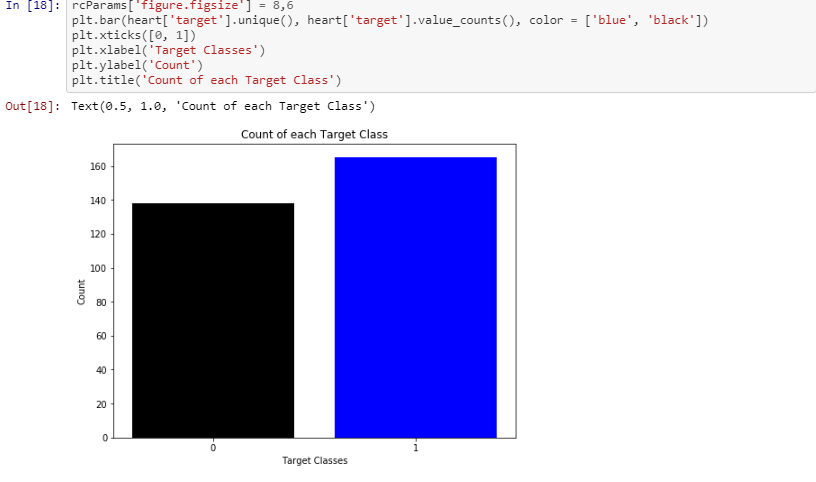 In [18]: rcParams['figure.figsize'] = 8,6
plt.bar(heart['target'].unique(), heart['target'].value_counts(), color = ['blue', 'black'])
plt.xticks([0, 1])
plt.xlabel('Target Classes')
plt.ylabel('Count')
plt.title('Count of each Target Class')
Out[18]: Text(0.5, 1.0, 'Count of each Target Class')
Count of each Target Class
160
140
120
100
80
60
40
20
0
Count
0 1
Target Classes